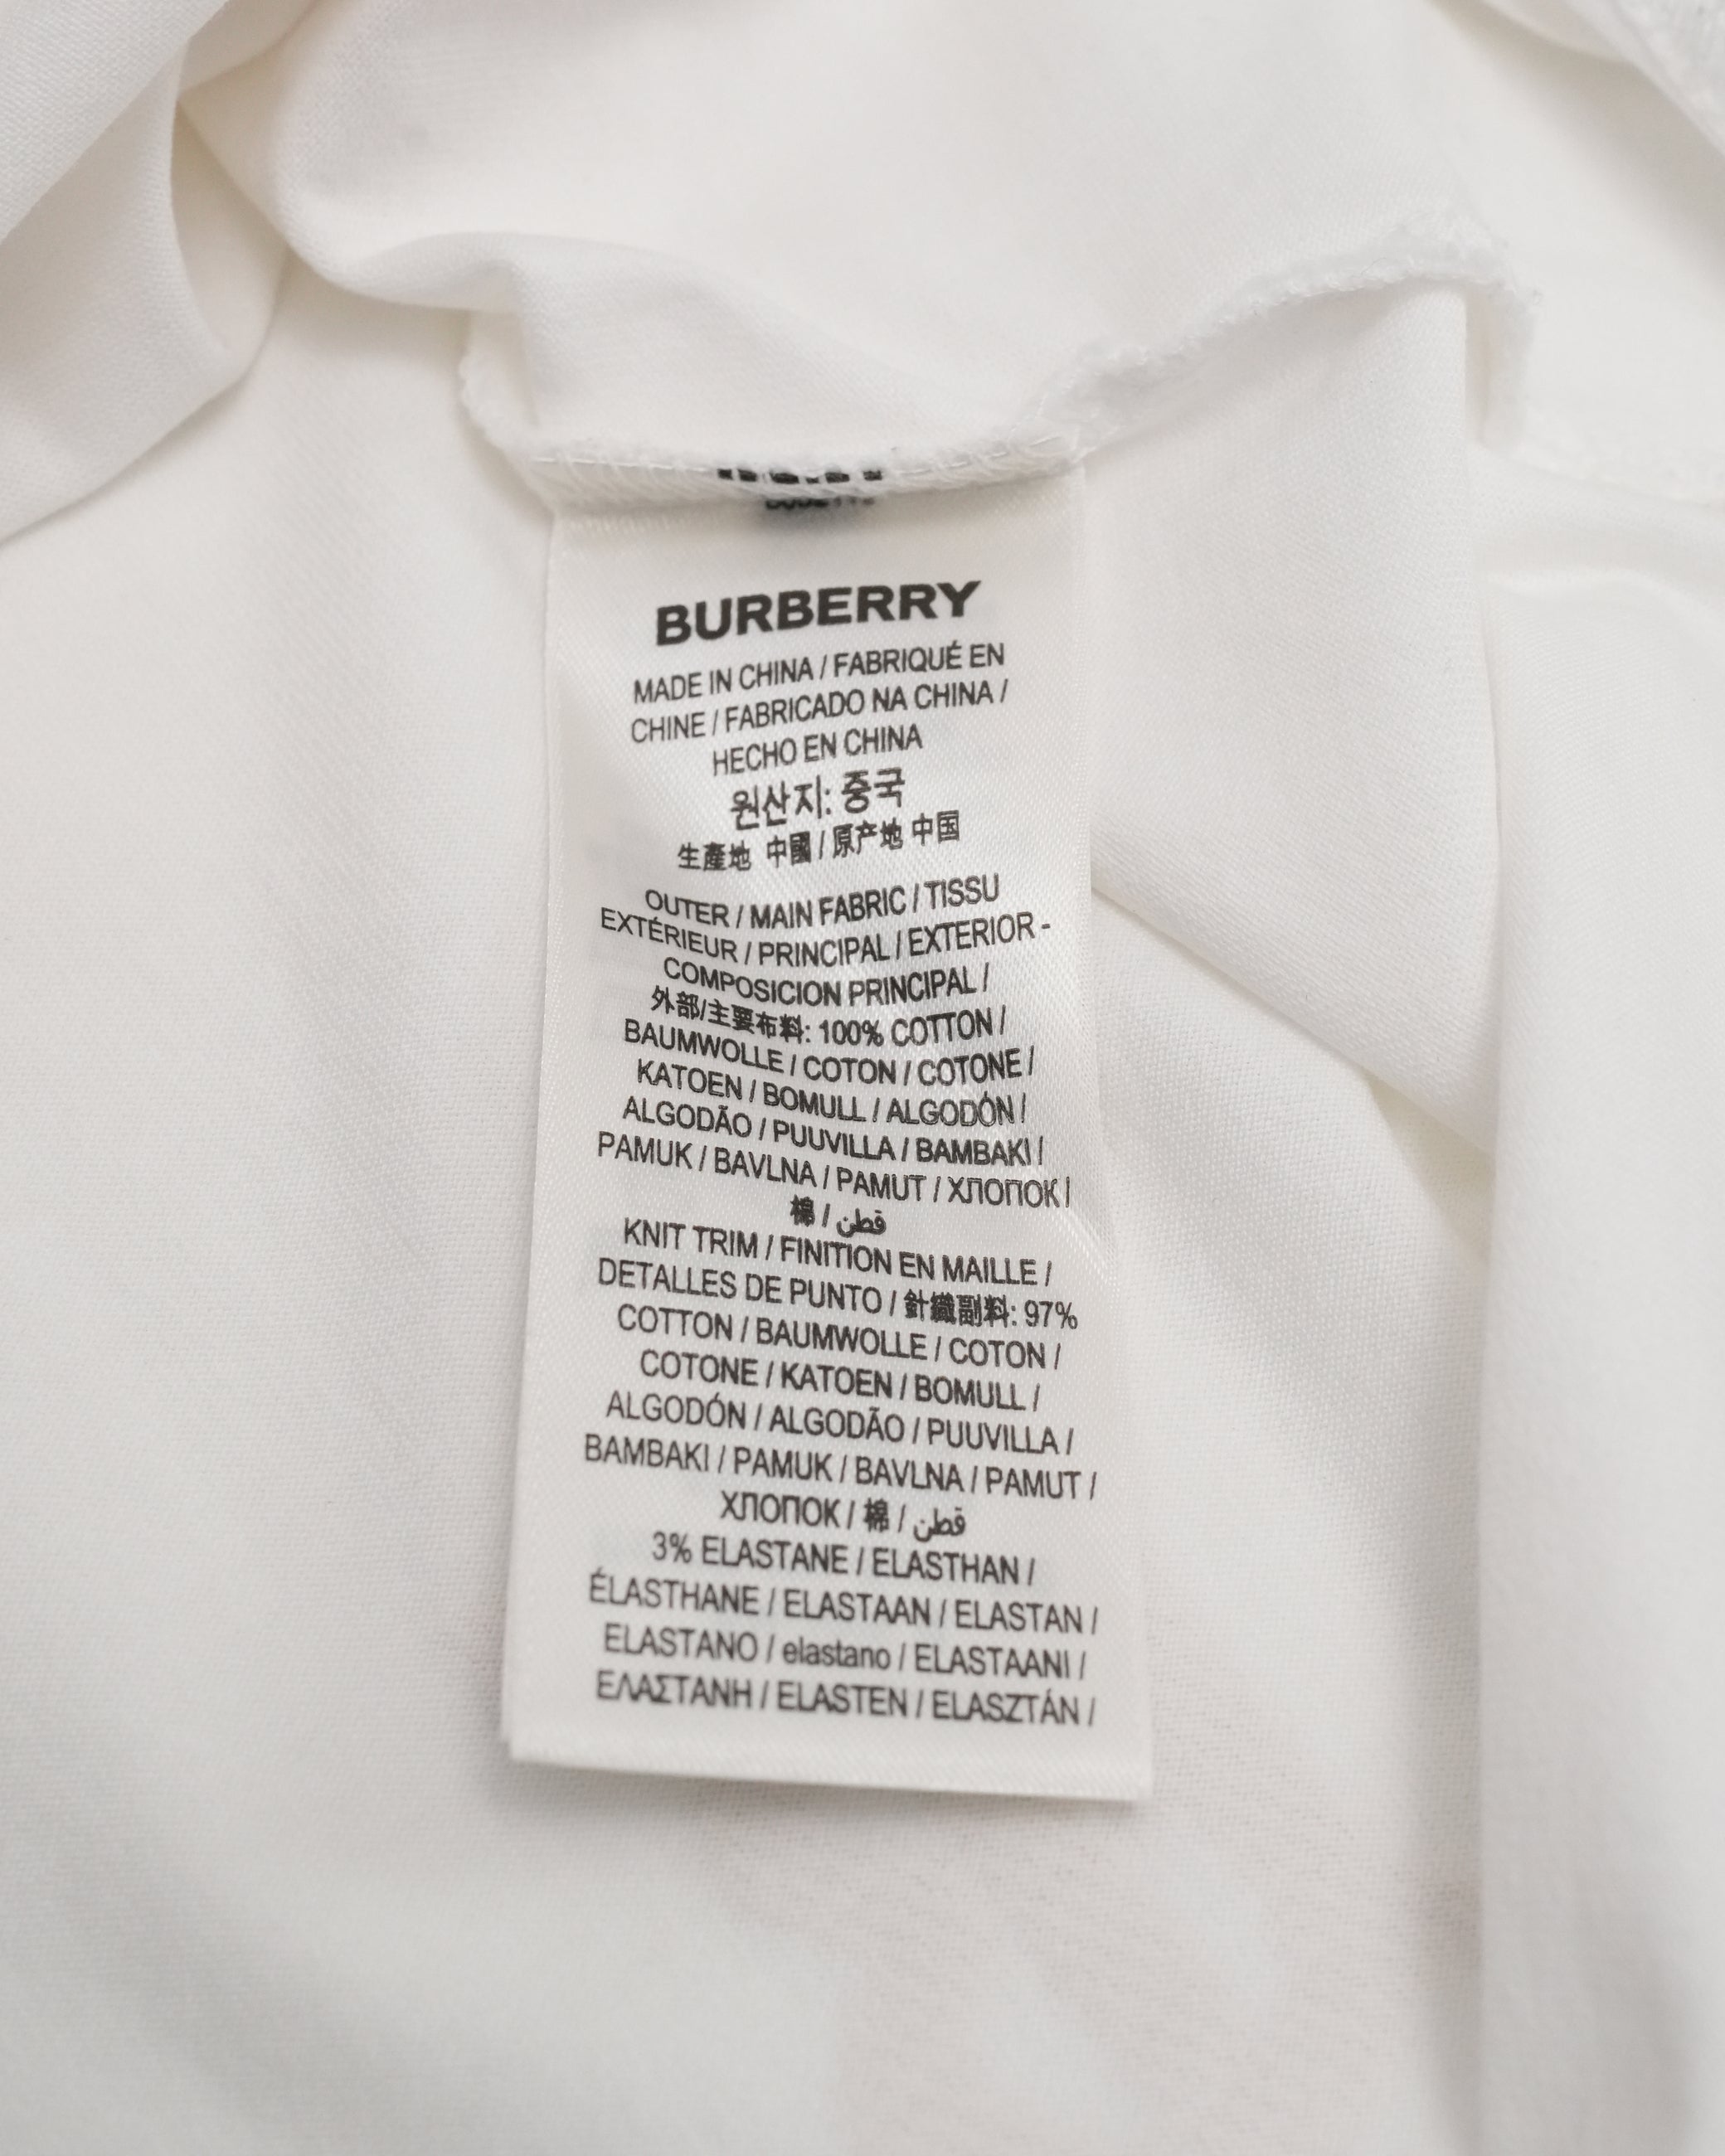 BURBERRY
MADE IN CHINA / FABRIQUÉ EN
CHINE / FABRICADO NA CHINA /
HECHO EN CHINA
원산지: 중국
生產地 中國 / 原产地 中国
OUTER / MAIN FABRIC / TISSU
EXTÉRIEUR / PRINCIPAL / EXTERIOR -
COMPOSICION PRINCIPAL /
外部/主要布料: 100% COTTON /
BAUMWOLLE / COTON / COTONE /
KATOEN / BOMULL / ALGODÓN /
ALGODÃO / PUUVILLA / BAMBAKI /
PAMUK / BAVLNA / PAMUT / ХЛОПОК /
棉 / قطن
KNIT TRIM / FINITION EN MAILLE /
DETALLES DE PUNTO / 針織副料: 97%
COTTON / BAUMWOLLE / COTON /
COTONE / KATOEN / BOMULL /
ALGODÓN / ALGODÃO / PUUVILLA /
BAMBAKI / PAMUK / BAVLNA / PAMUT /
ХЛОПОК / 棉 / قطن
3% ELASTANE / ELASTHAN /
ÉLASTHANE / ELASTAAN / ELASTAN /
ELASTANO / elastano / ELASTAANI /
ΕΛΑΣΤΑΝΗ / ELASTEN / ELASZTÁN /